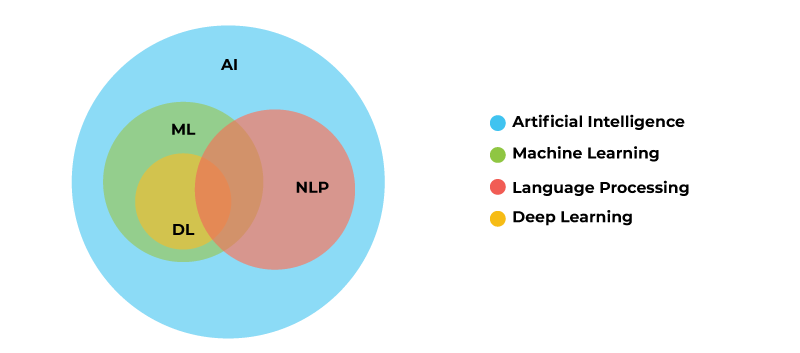 AI
ML
NLP
DL
Artificial Intelligence
Machine Learning
Language Processing
Deep Learning